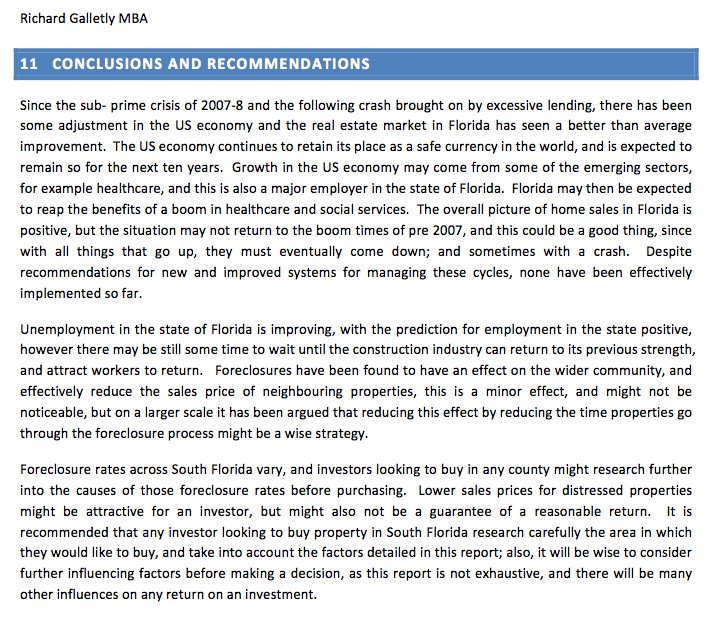 Richard Galletly MBA
11 CONCLUSIONS AND RECOMMENDATIONS
Since the sub- prime crisis of 2007-8 and the following crash brought on by excessive lending, there has been
some adjustment in the US economy and the real estate market in Florida has seen a better than average
improvement. The US economy continues to retain its place as a safe currency in the world, and is expected to
remain so for the next ten years. Growth in the US economy may come from some of the emerging sectors,
for example healthcare, and this is also a major employer in the state of Florida. Florida may then be expected
to reap the benefits of a boom in healthcare and social services. The overall picture of home sales in Florida is
positive, but the situation may not return to the boom times of pre 2007, and this could be a good thing, since
with all things that go up, they must eventually come down; and sometimes with a crash. Despite
recommendations for new and improved systems for managing these cycles, none have been effectively
implemented so far.
Unemployment in the state of Florida is improving, with the prediction for employment in the state positive,
however there may be still some time to wait until the construction industry can return to its previous strength,
and attract workers to return. Foreclosures have been found to have an effect on the wider community, and
effectively reduce the sales price of neighbouring properties, this is a minor effect, and might not be
noticeable, but on a larger scale it has been argued that reducing this effect by reducing the time properties go
through the foreclosure process might be a wise strategy.
Foreclosure rates across South Florida vary, and investors looking to buy in any county might research further
into the causes of those foreclosure rates before purchasing. Lower sales prices for distressed properties
might be attractive for an investor, but might also not be a guarantee of a reasonable return. It is
recommended that any investor looking to buy property in South Florida research carefully the area in which
they would like to buy, and take into account the factors detailed in this report; also, it will be wise to consider
further influencing factors before making a decision, as this report is not exhaustive, and there will be many
other influences on any return on an investment.